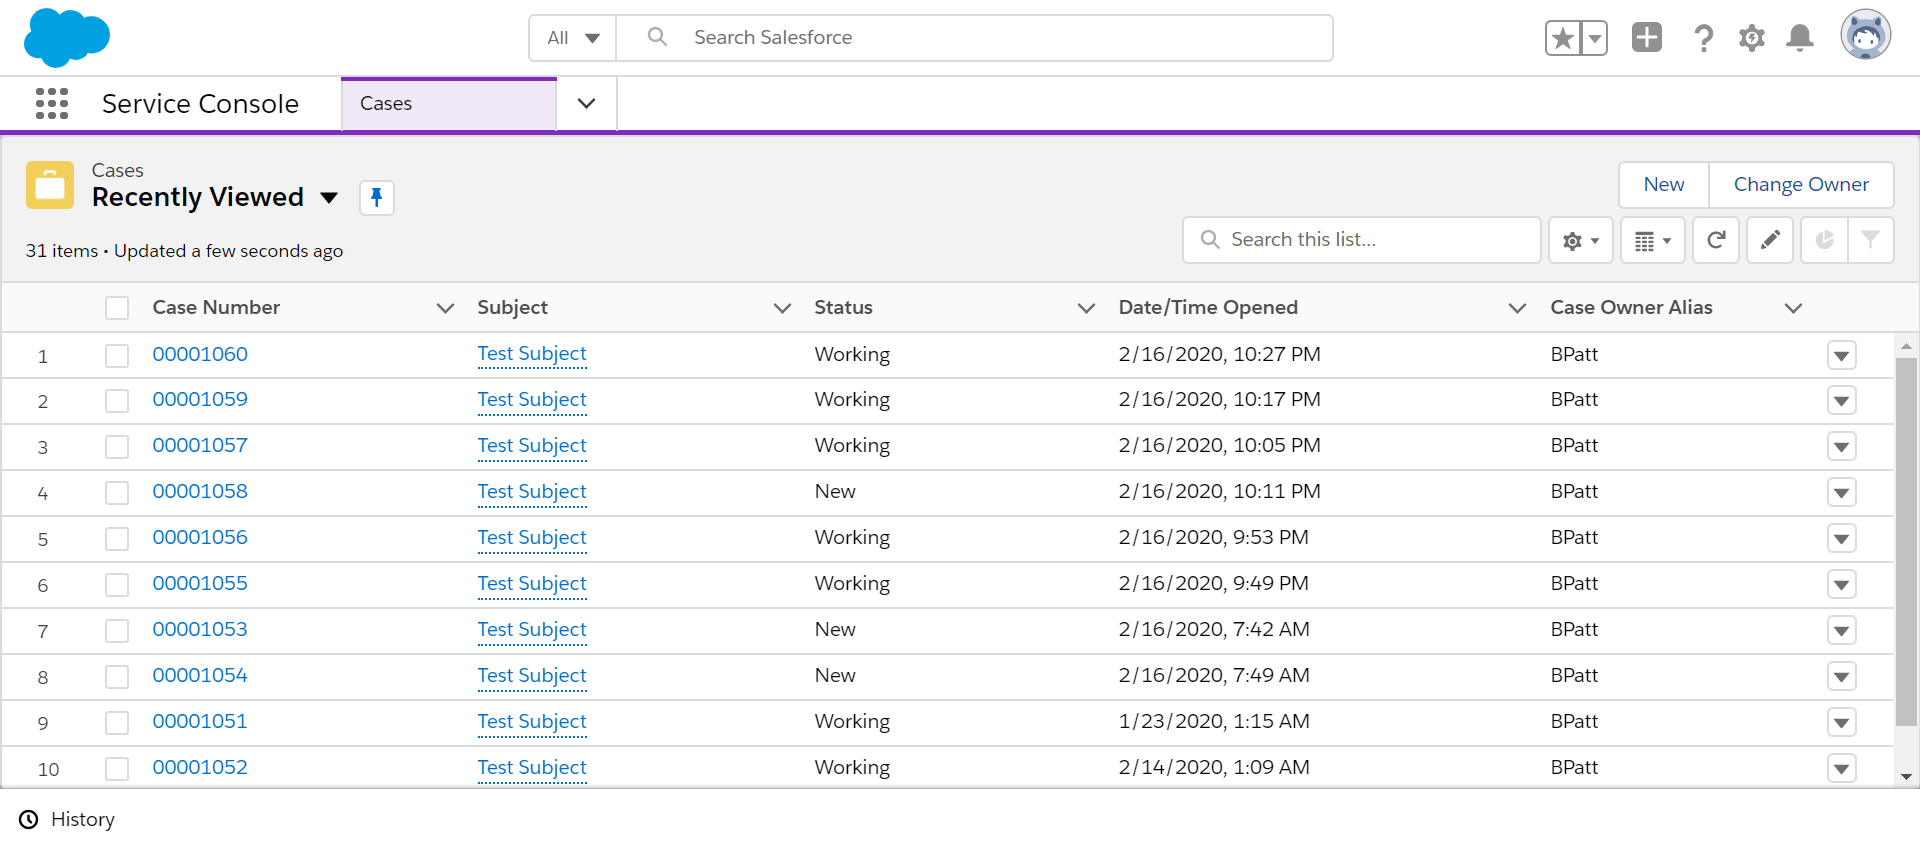 All Search Salesforce
Service Console Cases
Cases
Recently Viewed
New Change Owner
31 items • Updated a few seconds ago
Search this list...
Case Number Subject Status Date/Time Opened Case Owner Alias
1 00001060 Test Subject Working 2/16/2020, 10:27 PM BPatt
2 00001059 Test Subject Working 2/16/2020, 10:17 PM BPatt
3 00001057 Test Subject Working 2/16/2020, 10:05 PM BPatt
4 00001058 Test Subject New 2/16/2020, 10:11 PM BPatt
5 00001056 Test Subject Working 2/16/2020, 9:53 PM BPatt
6 00001055 Test Subject Working 2/16/2020, 9:49 PM BPatt
7 00001053 Test Subject New 2/16/2020, 7:42 AM BPatt
8 00001054 Test Subject New 2/16/2020, 7:49 AM BPatt
9 00001051 Test Subject Working 1/23/2020, 1:15 AM BPatt
10 00001052 Test Subject Working 2/14/2020, 1:09 AM BPatt
History